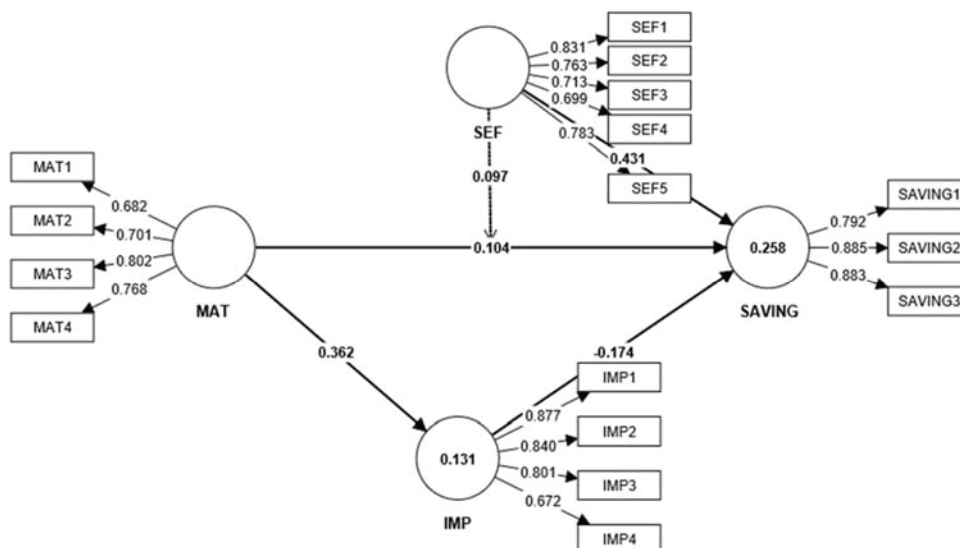 SEF1
0.831
SEF2
0.763
SEF3
0.713
SEF4
0.699
SEF
0.783
0.431
SEF5
0.097
MAT1
0.682
MAT2
0.701
MAT3
0.802
MAT4
0.768
MAT
0.104
0.258
SAVING
SAVING1
0.792
SAVING2
0.885
SAVING3
0.883
0.362
-0.174
IMP1
0.877
IMP2
0.840
IMP3
0.801
IMP4
0.672
0.131
IMP